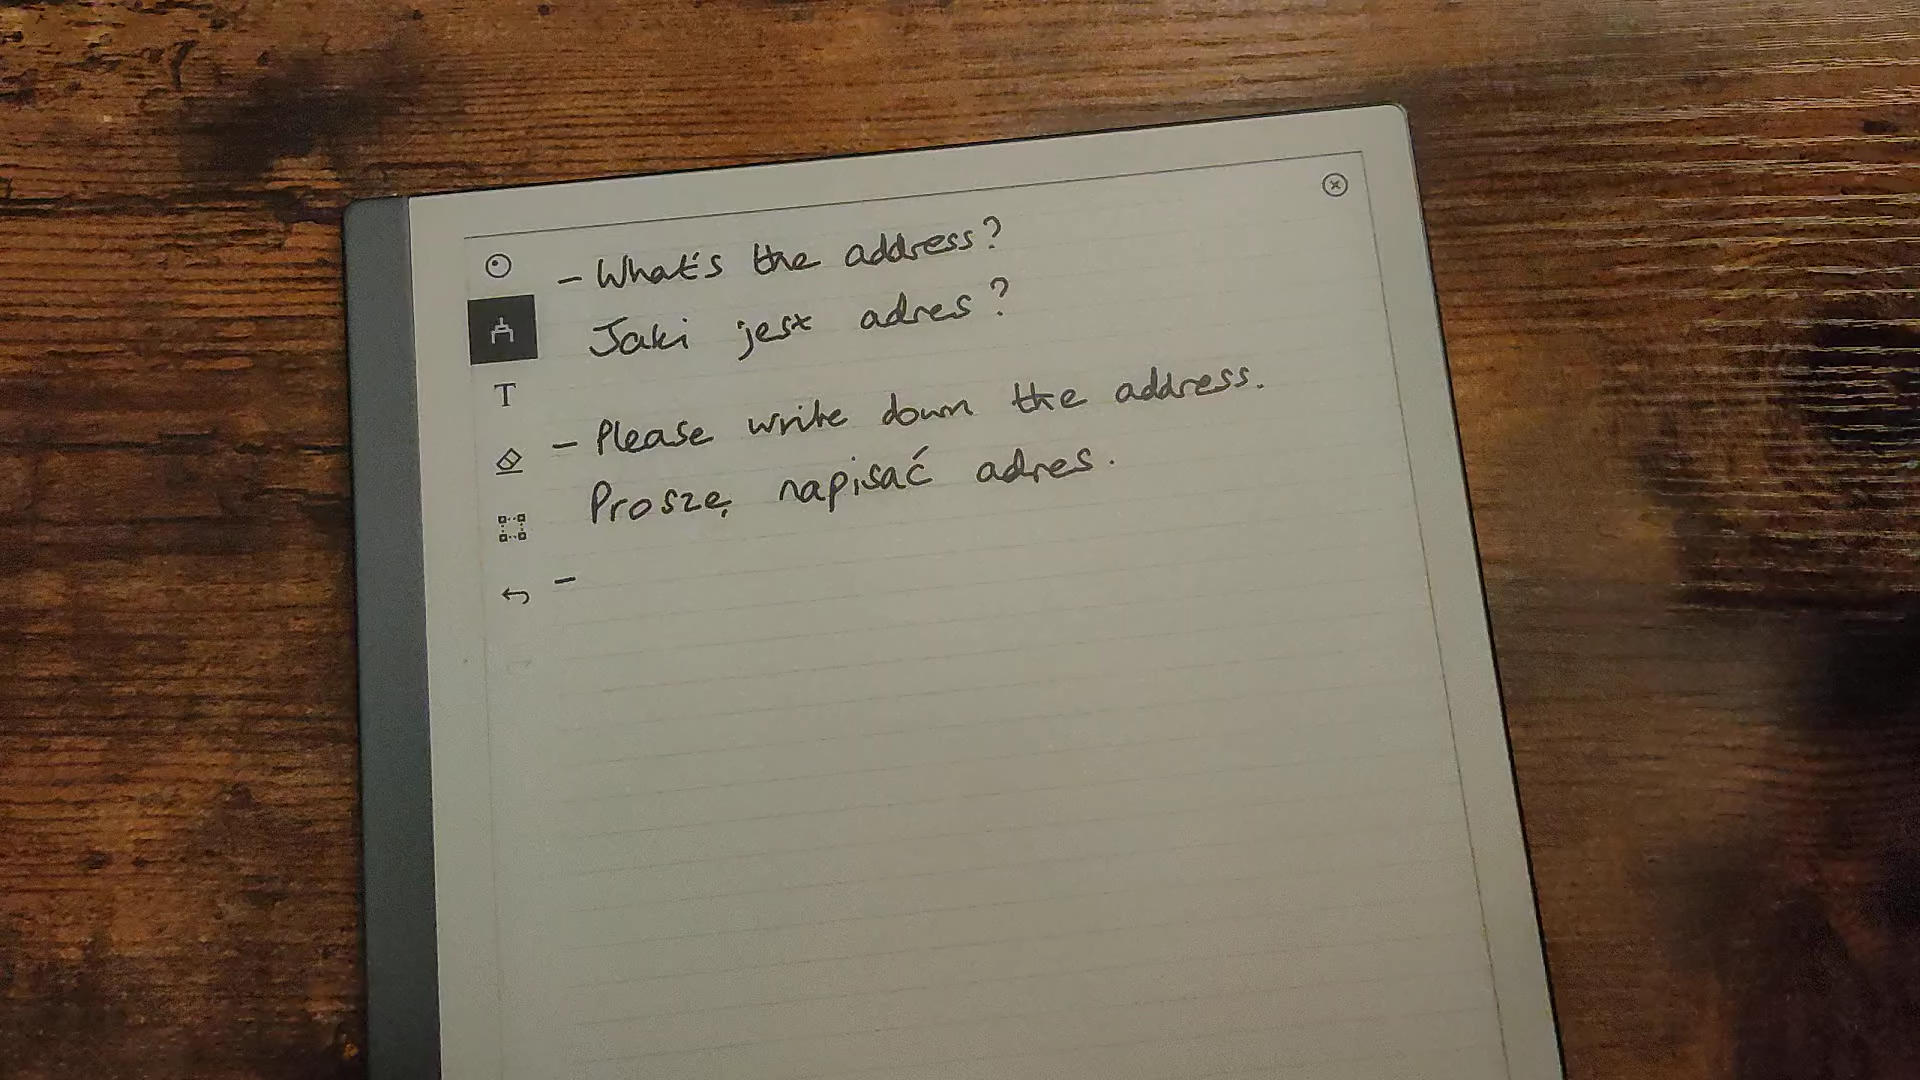 - What's the address?
Jaki jest adres?
- Please write down the address.
Proszę napisać adres.
-
T